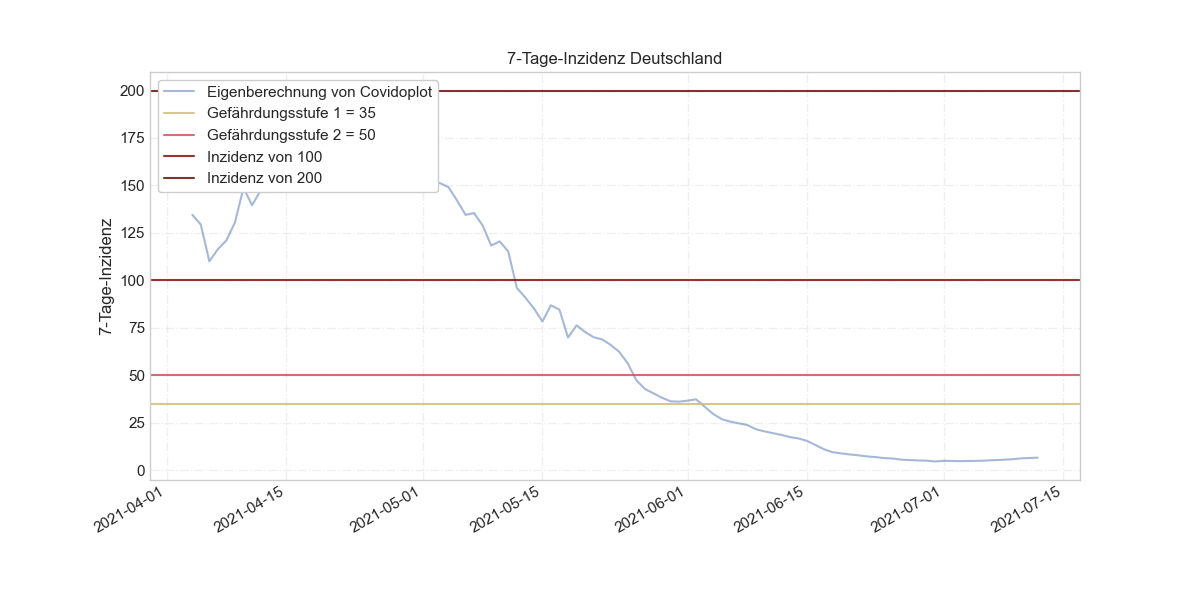 7-Tage-Inzidenz Deutschland
Eigenberechnung von Covidoplot
Gefährdungsstufe 1 = 35
Gefährdungsstufe 2 = 50
Inzidenz von 100
Inzidenz von 200
7-Tage-Inzidenz
200
175
150
125
100
75
50
25
0
2021-04-01
2021-04-15
2021-05-01
2021-05-15
2021-06-01
2021-06-15
2021-07-01
2021-07-15